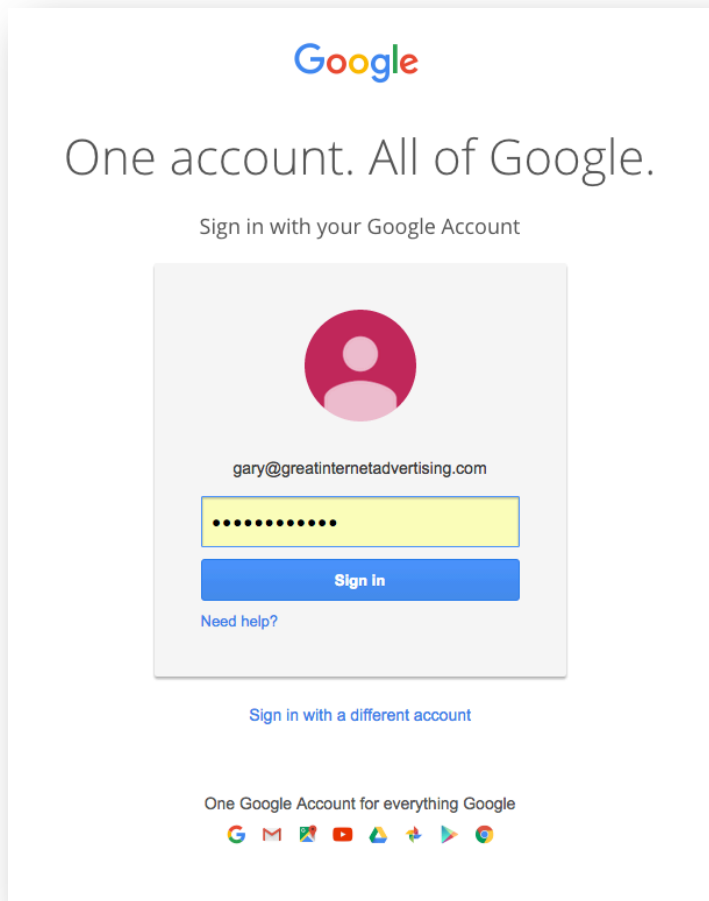 Google
One account. All of Google.
Sign in with your Google Account
gary@greatinternetadvertising.com
••••••••••••
Sign in
Need help?
Sign in with a different account
One Google Account for everything Google